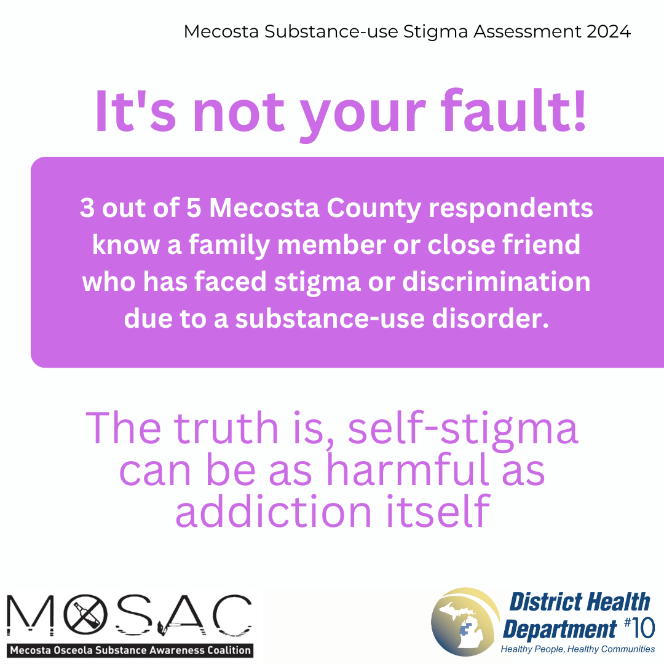 Mecosta Substance-use Stigma Assessment 2024
It's not your fault!
3 out of 5 Mecosta County respondents
know a family member or close friend
who has faced stigma or discrimination
due to a substance-use disorder.
The truth is, self-stigma
can be as harmful as
addiction itself
MOSAC
Mecosta Osceola Substance Awareness Coalition
District Health
Department #10
Healthy People, Healthy Communities